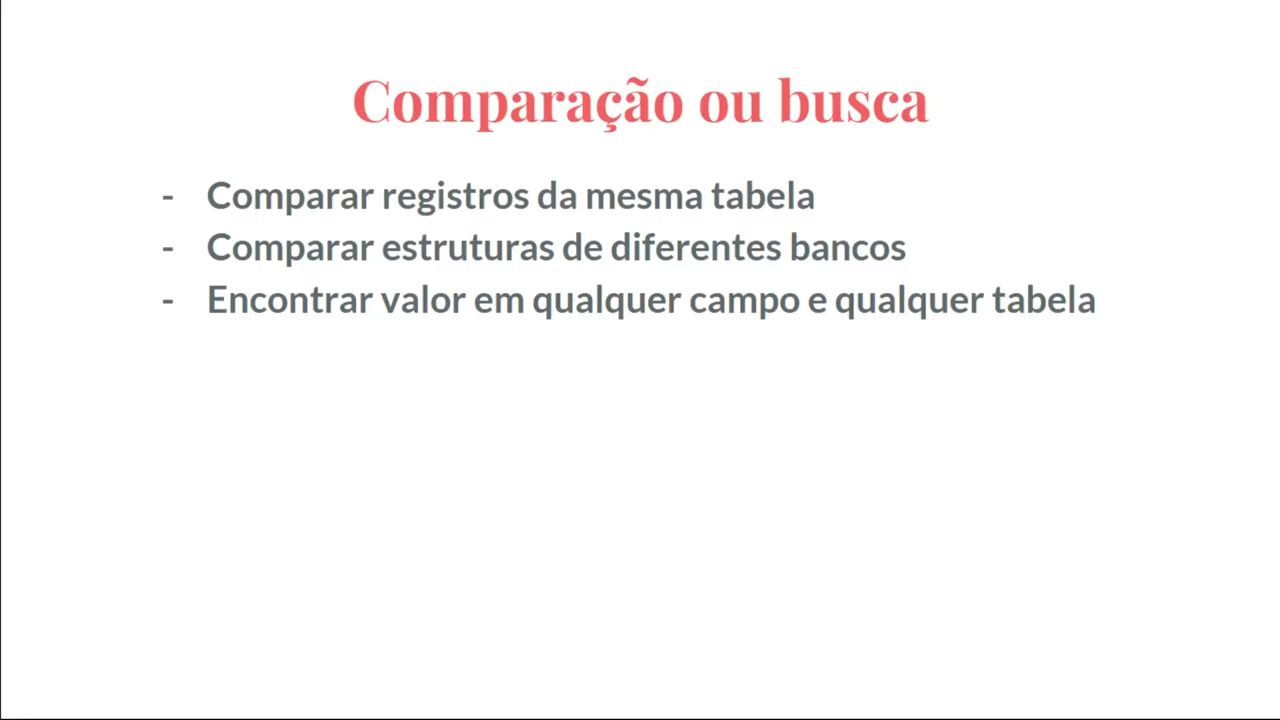 Comparação ou busca
- Comparar registros da mesma tabela
- Comparar estruturas de diferentes bancos
- Encontrar valor em qualquer campo e qualquer tabela